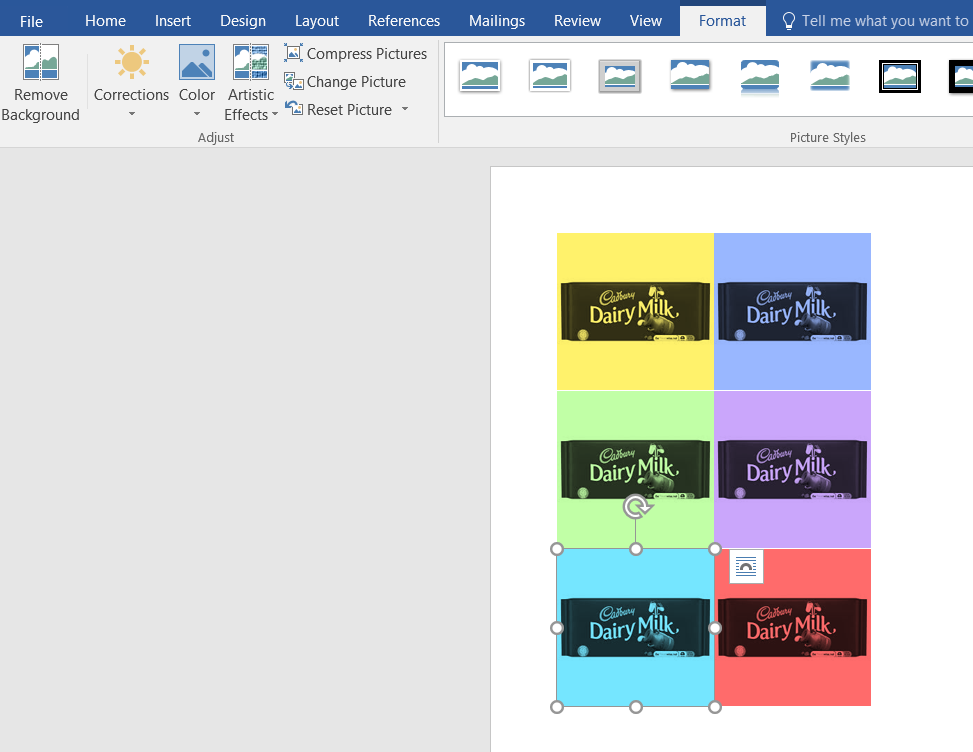 File Home Insert Design Layout References Mailings Review View Format Tell me what you want to
Remove Background
Corrections
Color
Artistic Effects
Compress Pictures
Change Picture
Reset Picture
Adjust
Picture Styles
Cadbury
Dairy Milk
Cadbury
Dairy Milk
Cadbury
Dairy Milk
Cadbury
Dairy Milk
Cadbury
Dairy Milk
Cadbury
Dairy Milk